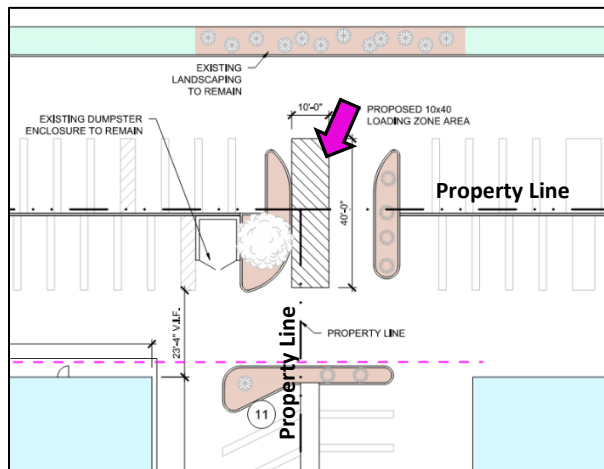 EXISTING
LANDSCAPING
TO REMAIN
10'-0"
PROPOSED 10x40
LOADING ZONE AREA
EXISTING DUMPSTER
ENCLOSURE TO REMAIN
Property Line
40'-0"
23'-4" V.I.F.
PROPERTY LINE
Property Line
11